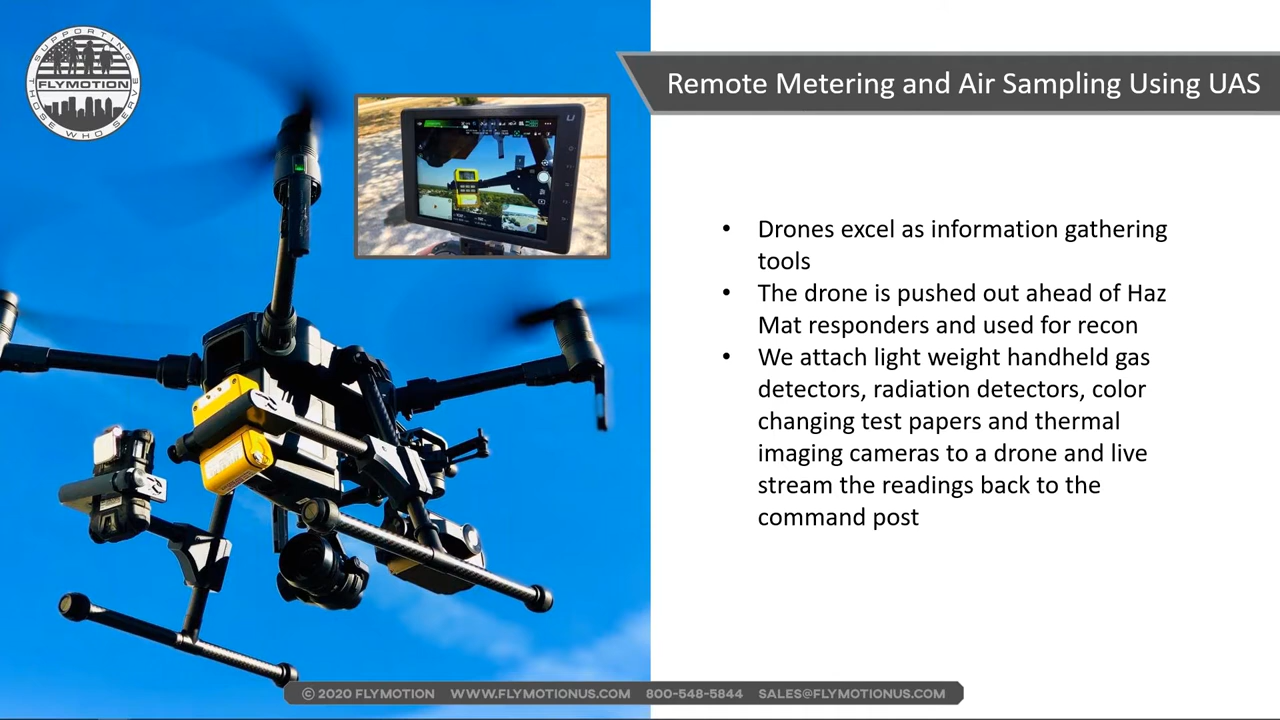 SUPPORTING
FLYMOTION
THOSE WHO SERVE
Remote Metering and Air Sampling Using UAS
• Drones excel as information gathering
tools
• The drone is pushed out ahead of Haz
Mat responders and used for recon
• We attach light weight handheld gas
detectors, radiation detectors, color
changing test papers and thermal
imaging cameras to a drone and live
stream the readings back to the
command post
© 2020 FLYMOTION WWW.FLYMOTIONUS.COM 800-548-5844 SALES@FLYMOTIONUS.COM